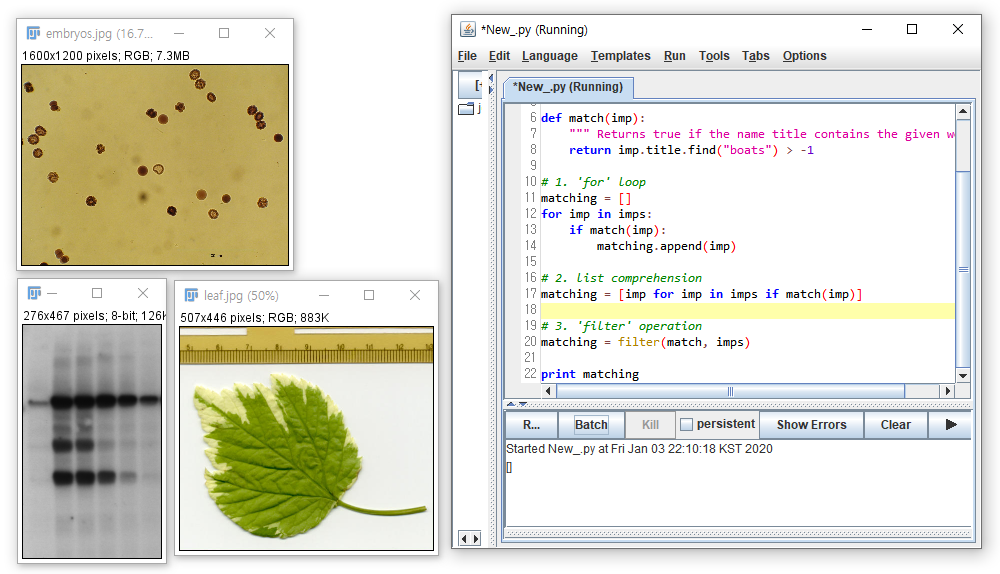 embryos.jpg (16.7...
1600x1200 pixels; RGB; 7.3MB
276x467 pixels; 8-bit; 126K
leaf.jpg (50%)
507x446 pixels; RGB; 883K
*New_.py (Running)
File Edit Language Templates Run Tools Tabs Options
[-
j
*New_.py (Running)
6 def match(imp):
7     """ Returns true if the name title contains the given w
8     return imp.title.find("boats") > -1
9
10 # 1. 'for' loop
11 matching = []
12 for imp in imps:
13     if match(imp):
14         matching.append(imp)
15
16 # 2. list comprehension
17 matching = [imp for imp in imps if match(imp)]
18
19 # 3. 'filter' operation
20 matching = filter(match, imps)
21
22 print matching
R... Batch Kill persistent Show Errors Clear
Started New_.py at Fri Jan 03 22:10:18 KST 2020
[]